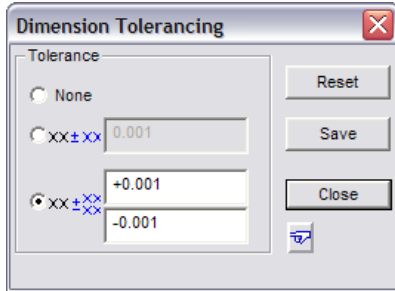 Dimension Tolerancing
Tolerance
None
Reset
xx±xx 0.001
Save
xx±xx
xx
+0.001
-0.001
Close